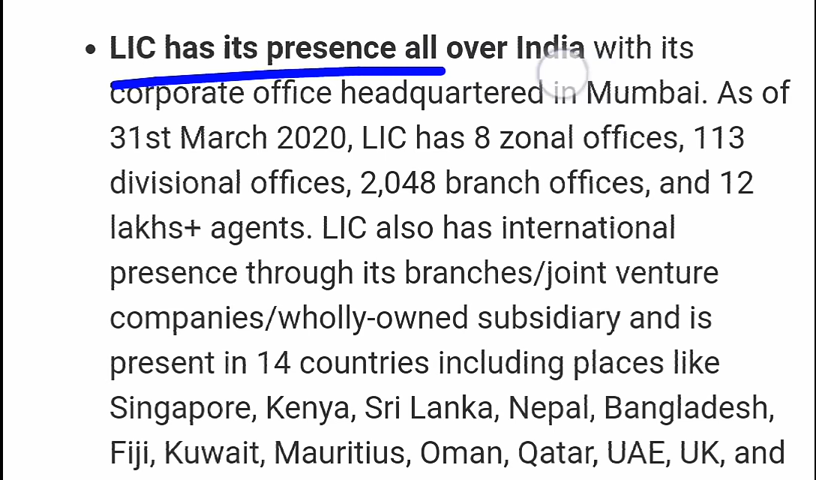 • LIC has its presence all over India with its
corporate office headquartered in Mumbai. As of
31st March 2020, LIC has 8 zonal offices, 113
divisional offices, 2,048 branch offices, and 12
lakhs+ agents. LIC also has international
presence through its branches/joint venture
companies/wholly-owned subsidiary and is
present in 14 countries including places like
Singapore, Kenya, Sri Lanka, Nepal, Bangladesh,
Fiji, Kuwait, Mauritius, Oman, Qatar, UAE, UK, and